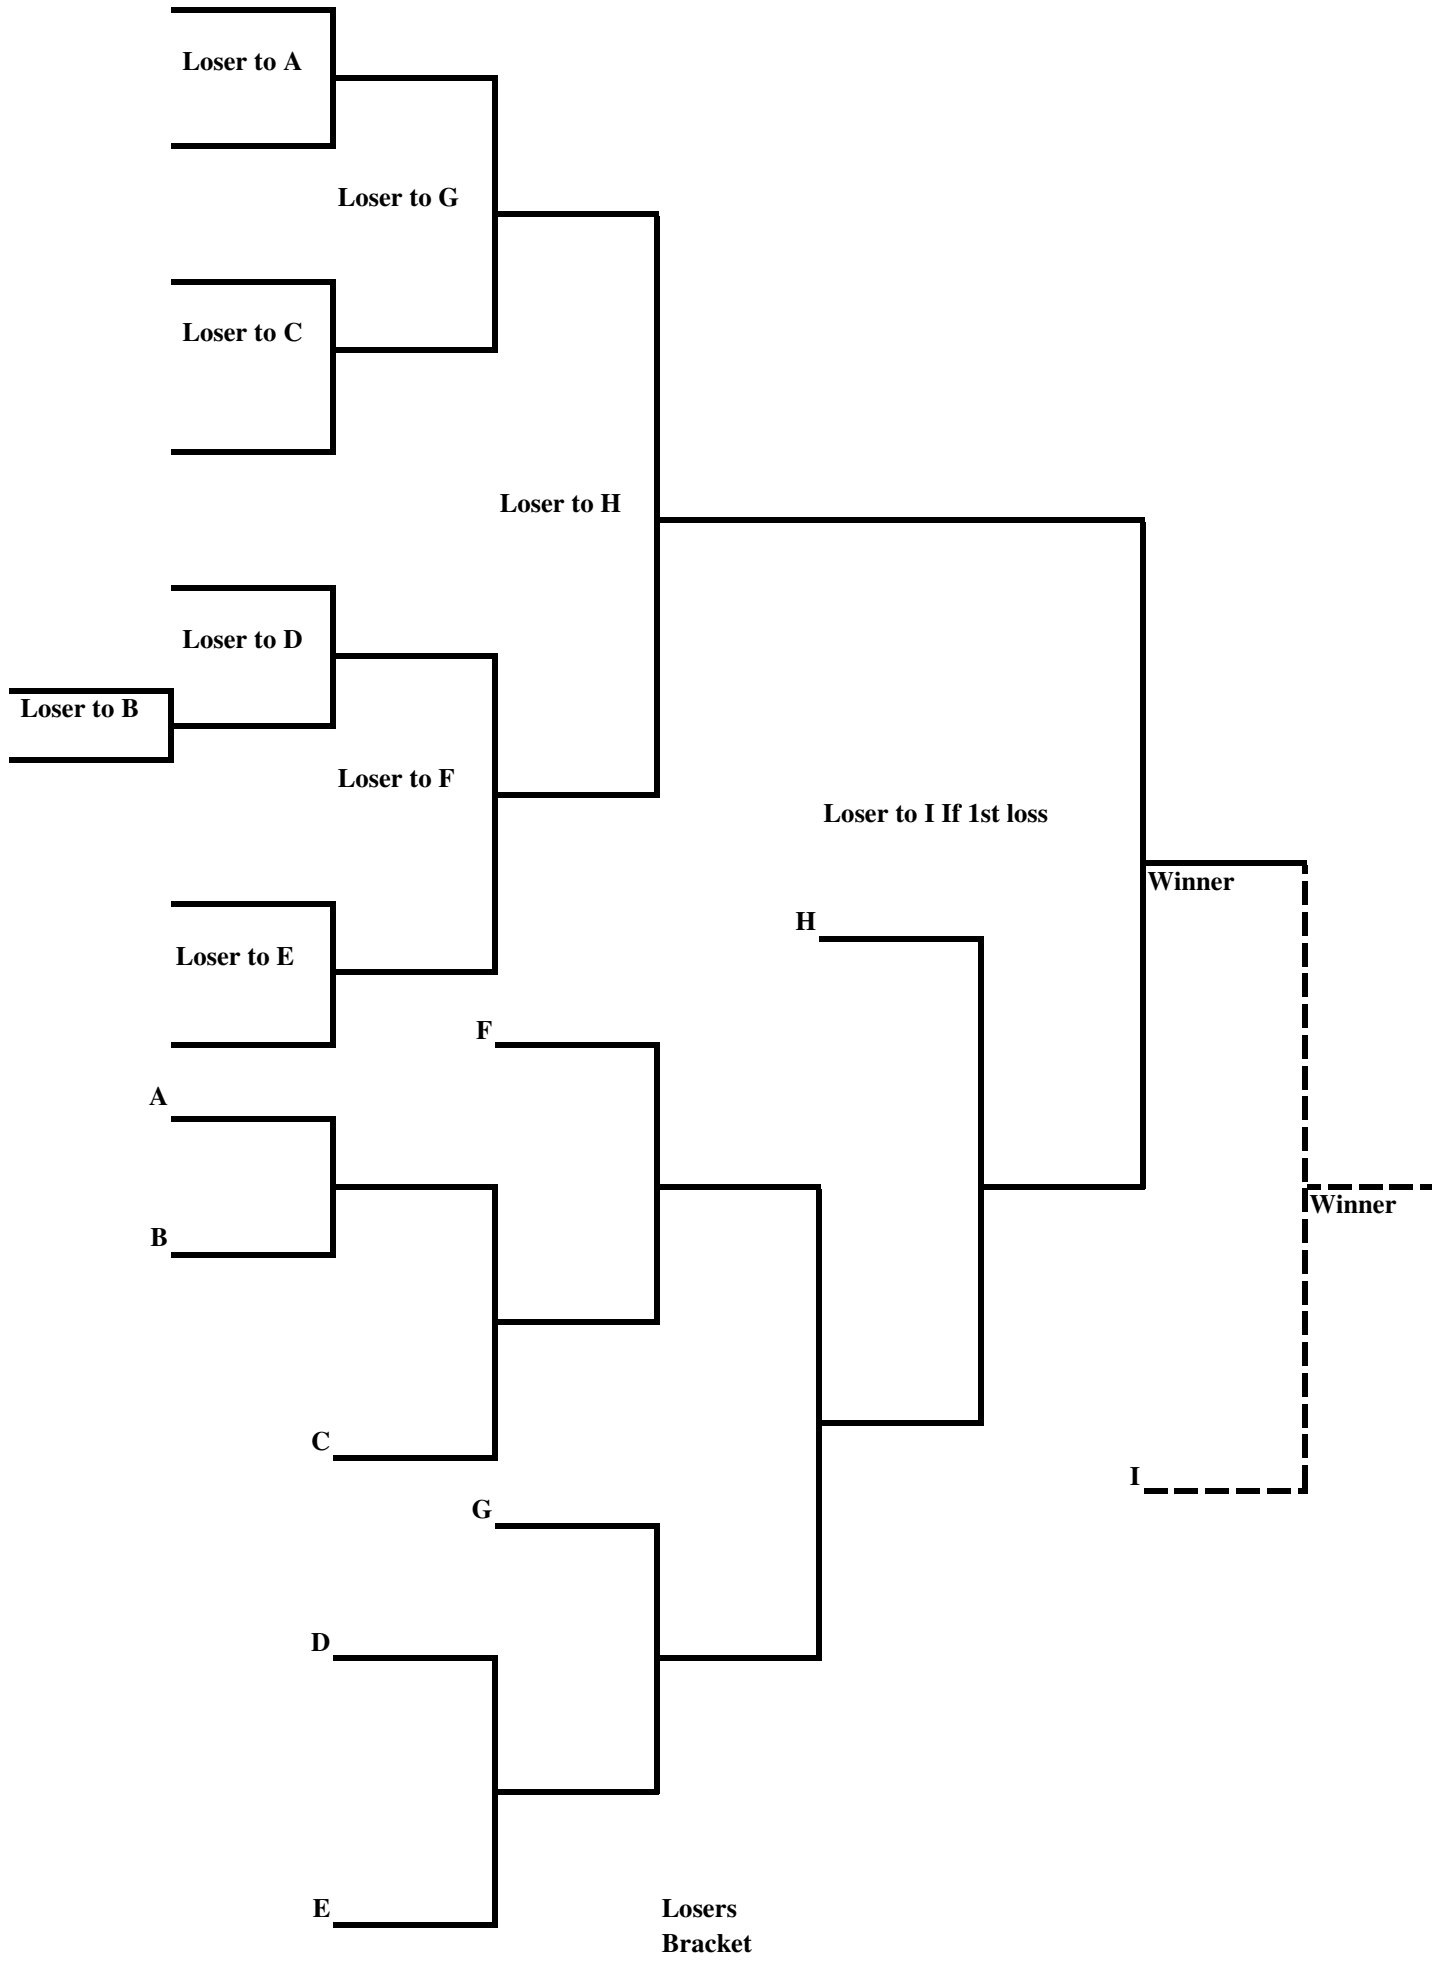 Loser to A
Loser to G
Loser to C
Loser to H
Loser to D
Loser to B
Loser to F
Loser to I If 1st loss
Winner
H
Loser to E
F
A
Winner
B
C
I
G
D
E
Losers
Bracket